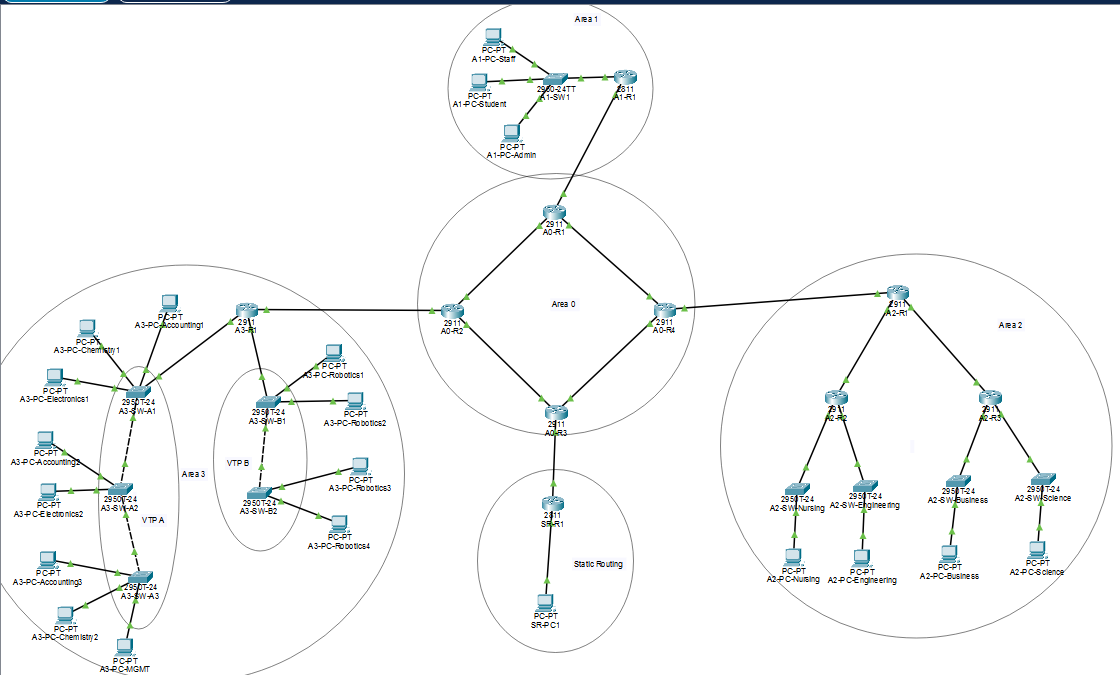 Area 1
PC-PT
A1-PC-Staff
PC-PT
A1-PC-Student
2960-24TT
A1-SW1
2811
A1-R1
PC-PT
A1-PC-Admin
2911
A0-R1
Area 0
2911
A0-R2
2911
A0-R4
2911
A0-R3
2811
SR-R1
Static Routing
PC-PT
SR-PC1
PC-PT
A3-PC-Accounting1
2911
A3-R1
PC-PT
A3-PC-Chemistry1
PC-PT
A3-PC-Electronics1
2950T-24
A3-SW-A1
PC-PT
A3-PC-Accounting2
PC-PT
A3-PC-Electronics2
2950T-24
A3-SW-A2
VTP A
PC-PT
A3-PC-Accounting3
2950T-24
A3-SW-A3
PC-PT
A3-PC-Chemistry2
PC-PT
A3-PC-MGMT
Area 3
PC-PT
A3-PC-Robotics1
2950T-24
A3-SW-B1
PC-PT
A3-PC-Robotics2
VTP B
2950T-24
A3-SW-B2
PC-PT
A3-PC-Robotics3
PC-PT
A3-PC-Robotics4
2911
A2-R1
Area 2
2911
A2-R2
2911
A2-R3
2950T-24
A2-SW-Nursing
2950T-24
A2-SW-Engineering
2950T-24
A2-SW-Business
2950T-24
A2-SW-Science
PC-PT
A2-PC-Nursing
PC-PT
A2-PC-Engineering
PC-PT
A2-PC-Business
PC-PT
A2-PC-Science